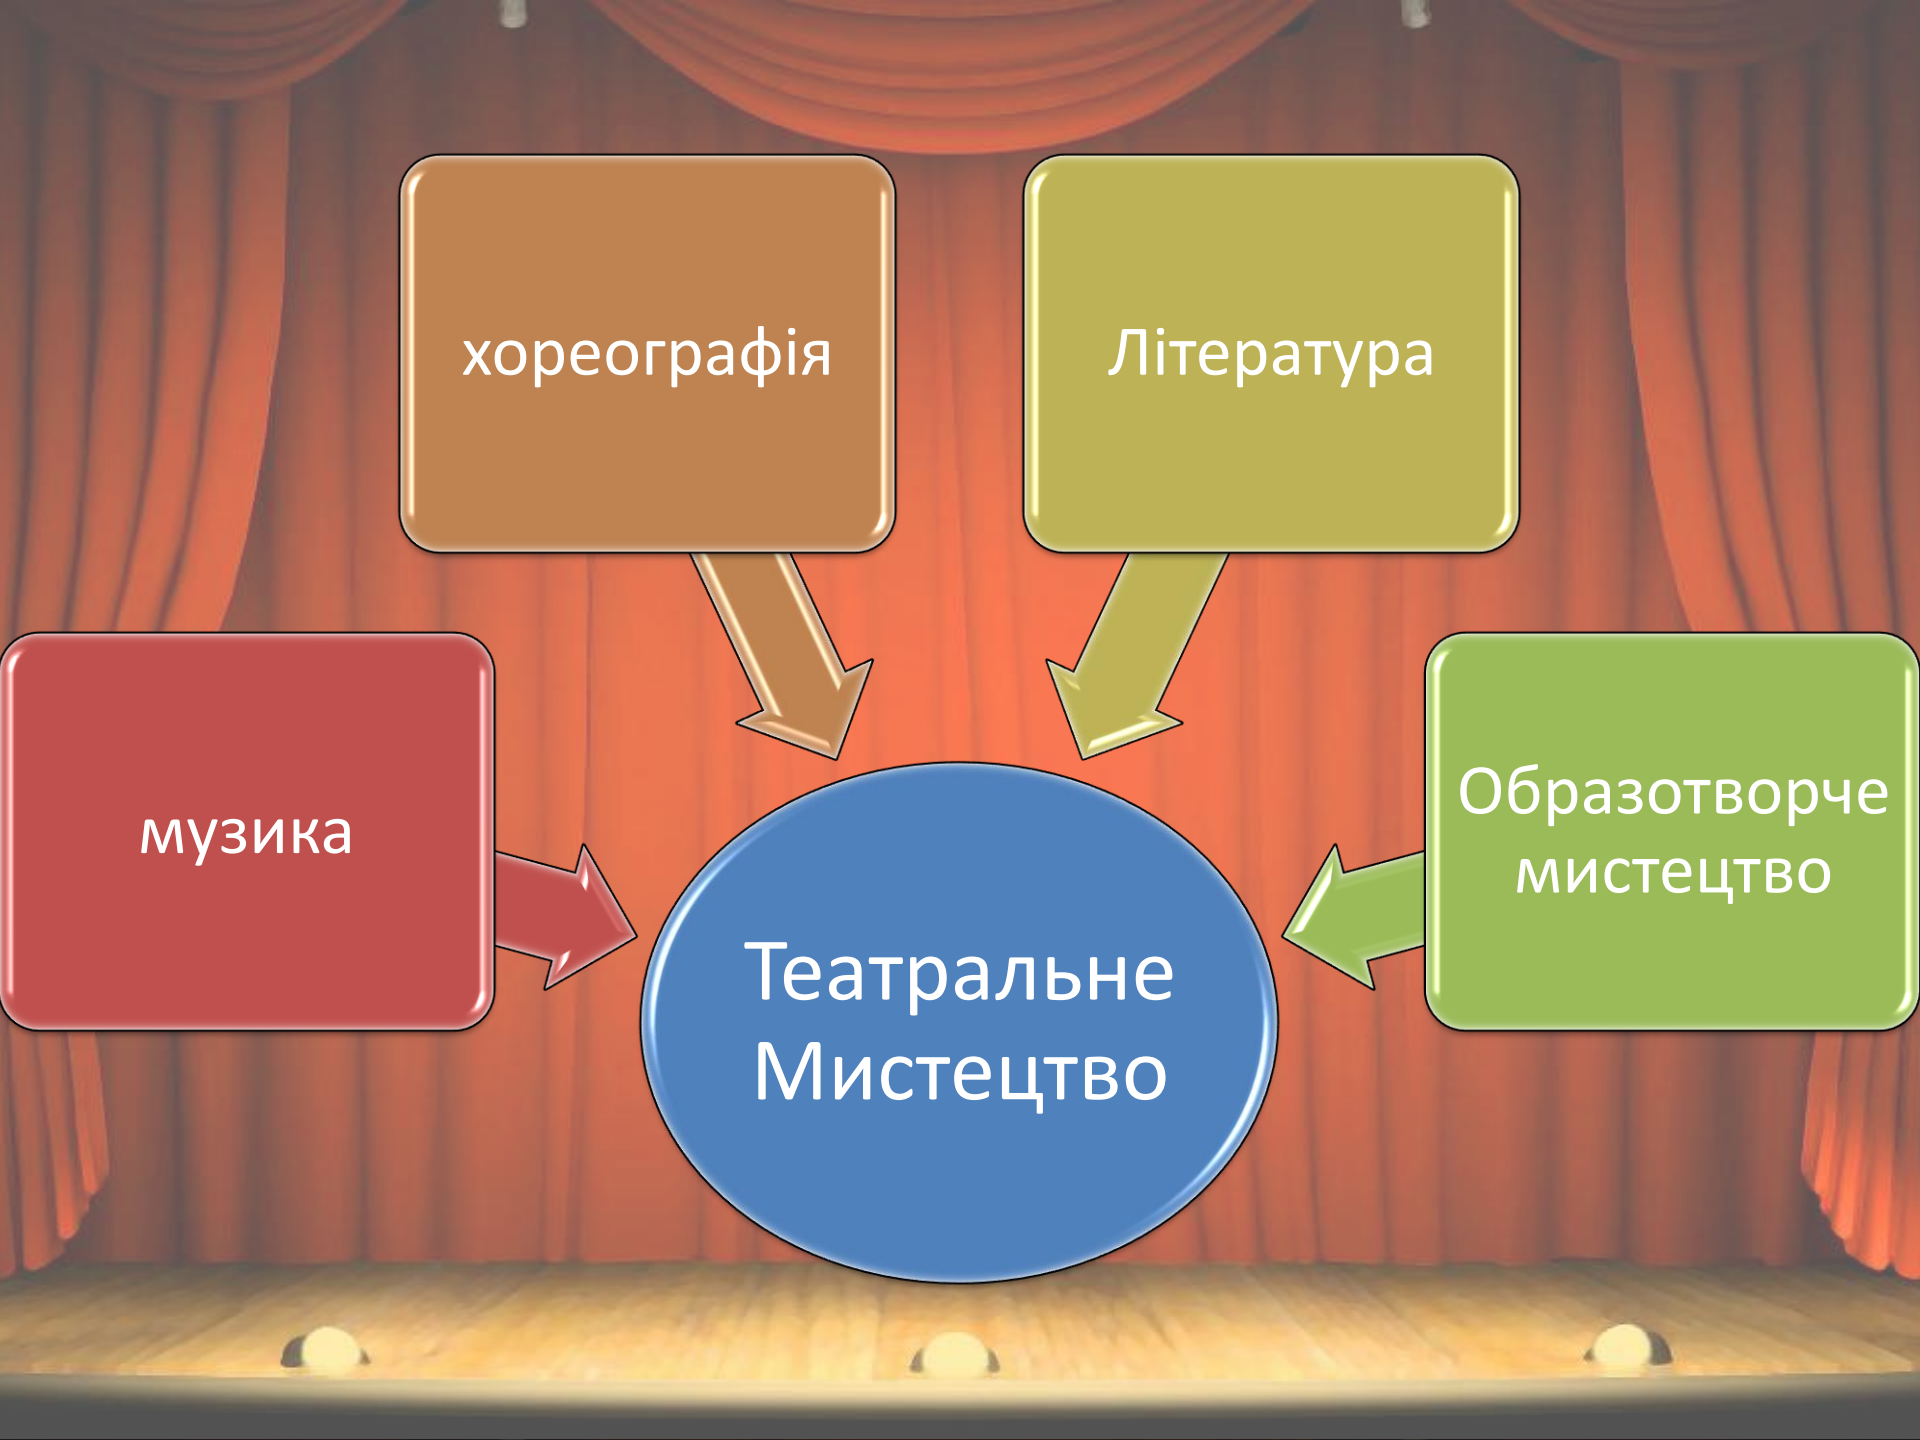 хореографія
Література
музика
Образотворче
мистецтво
Театральне
Мистецтво